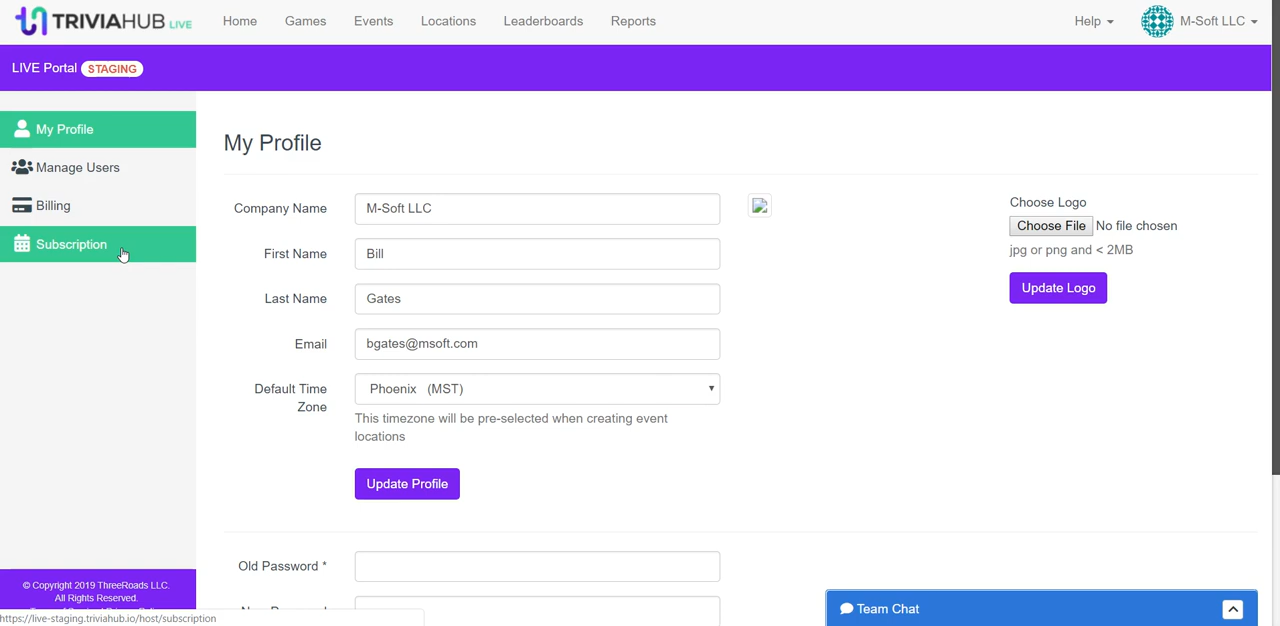 TRIVIAHUB LIVE Home Games Events Locations Leaderboards Reports Help M-Soft LLC
LIVE Portal STAGING
My Profile
Manage Users
Billing
Subscription
My Profile
Company Name M-Soft LLC
First Name Bill
Last Name Gates
Email bgates@msoft.com
Default Time
Zone
Phoenix (MST)
This timezone will be pre-selected when creating event
locations
Update Profile
Choose Logo
Choose File No file chosen
jpg or png and < 2MB
Update Logo
Old Password *
© Copyright 2019 ThreeRoads LLC.
All Rights Reserved.
https://live-staging.triviahub.io/host/subscription
Team Chat